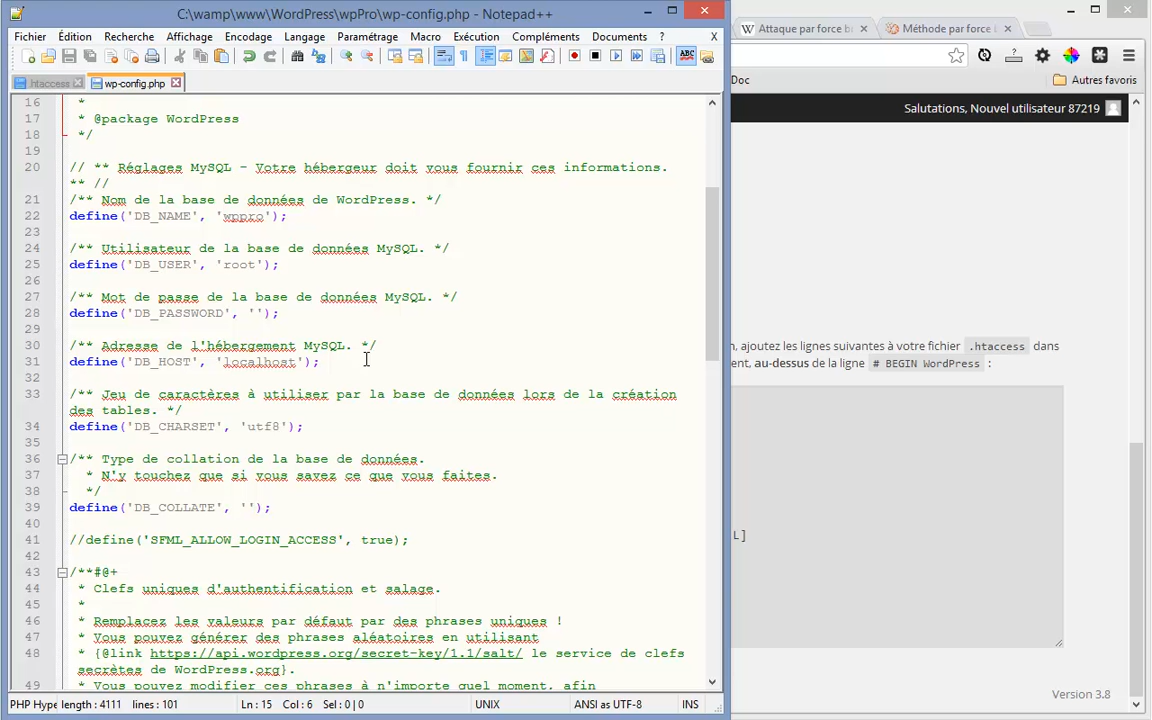 C:\wamp\www\WordPress\wpPro\wp-config.php - Notepad++
Fichier Édition Recherche Affichage Encodage Langage Paramétrage Macro Exécution Compléments Documents ? X
htaccess wp-config.php
16 *
17 * @package WordPress
18 */
19
20 // ** Réglages MySQL - Votre hébergeur doit vous fournir ces informations.
** //
21 /** Nom de la base de données de WordPress. */
22 define('DB_NAME', 'wppro');
23
24 /** Utilisateur de la base de données MySQL. */
25 define('DB_USER', 'root');
26
27 /** Mot de passe de la base de données MySQL. */
28 define('DB_PASSWORD', '');
29
30 /** Adresse de l'hébergement MySQL. */
31 define('DB_HOST', 'localhost');
32
33 /** Jeu de caractères à utiliser par la base de données lors de la création
des tables. */
34 define('DB_CHARSET', 'utf8');
35
36 /** Type de collation de la base de données.
37 * N'y touchez que si vous savez ce que vous faites.
38 */
39 define('DB_COLLATE', '');
40
41 //define('SFML_ALLOW_LOGIN_ACCESS', true);
42
43 /**#@+
44 * Clefs uniques d'authentification et salage.
45 *
46 * Remplacez les valeurs par défaut par des phrases uniques !
47 * Vous pouvez générer des phrases aléatoires en utilisant
48 * {@link https://api.wordpress.org/secret-key/1.1/salt/ le service de clefs
secrètes de WordPress.org}.
49 * Vous pouvez modifier ces phrases à n'importe quel moment, afin
PHP Hype length : 4111 lines : 101 Ln : 15 Col : 6 Sel : 0 | 0 UNIX ANSI as UTF-8 INS
Attaque par force br Méthode par force b
Doc Autres favoris
Salutations, Nouvel utilisateur 87219
n, ajoutez les lignes suivantes à votre fichier .htaccess dans
ment, au-dessus de la ligne # BEGIN WordPress :
L]
Version 3.8